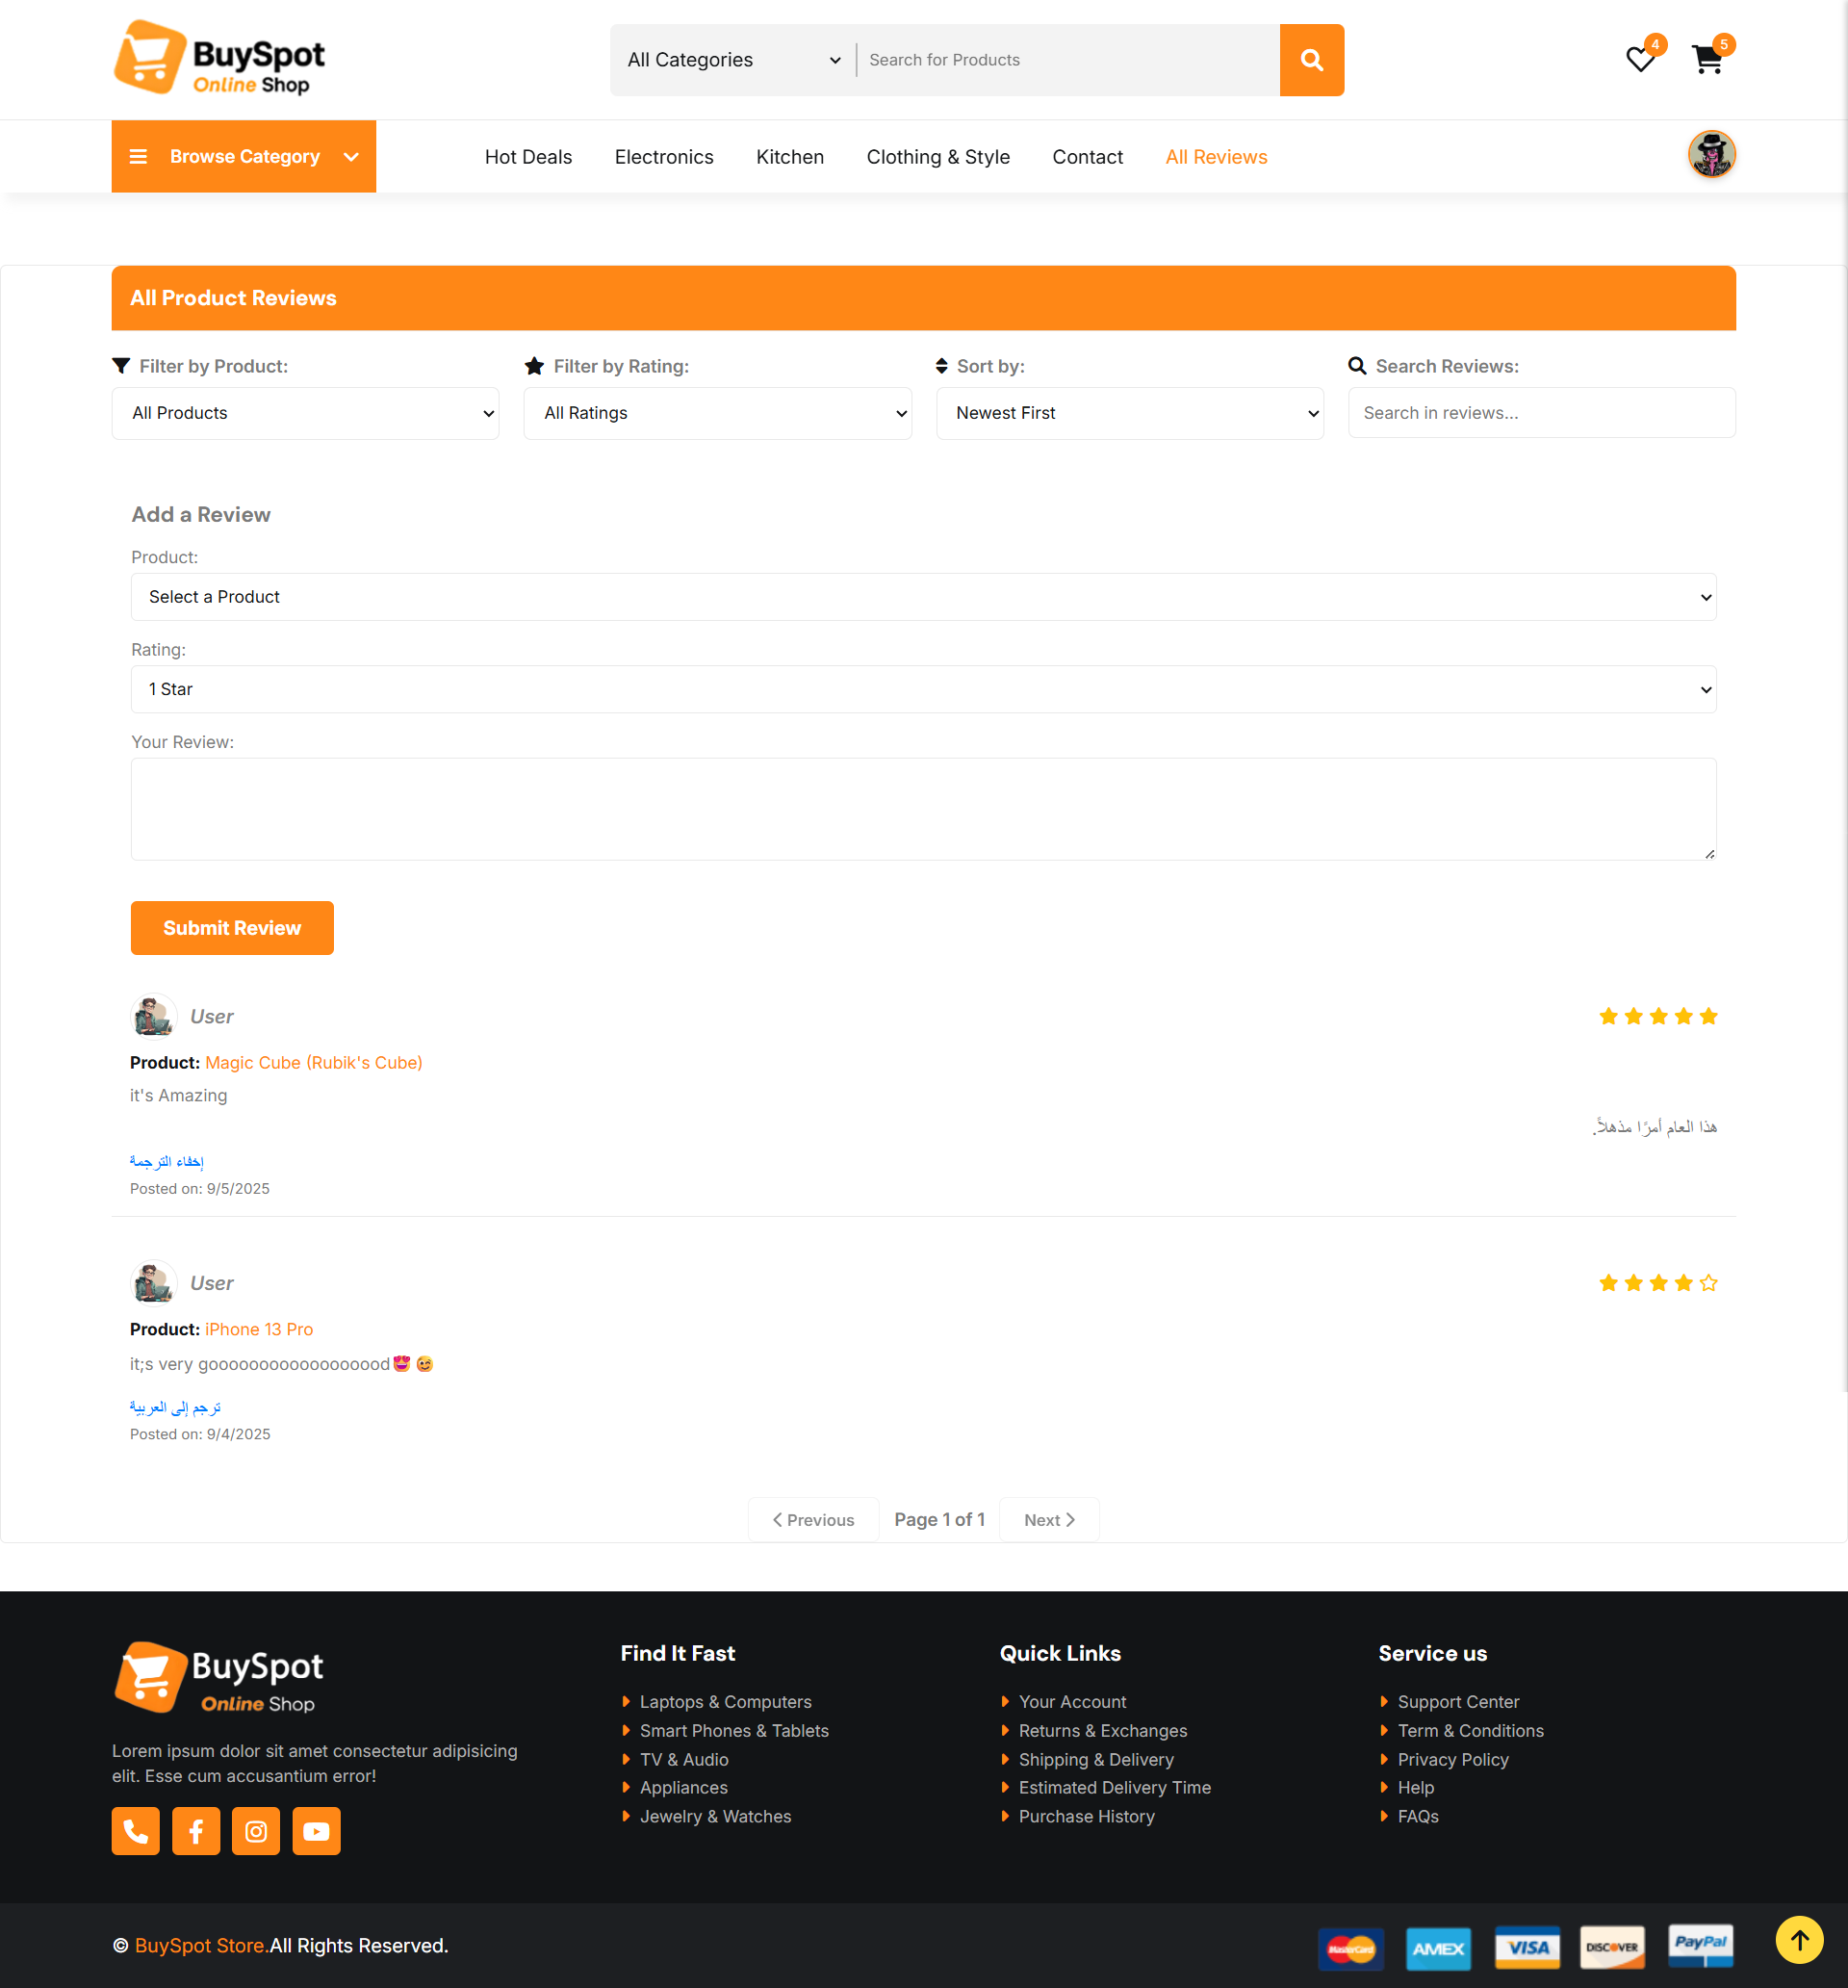 BuySpot
Online Shop
All Categories
Search for Products
4
5
Browse Category
Hot Deals
Electronics
Kitchen
Clothing & Style
Contact
All Reviews
All Product Reviews
Filter by Product:
Filter by Rating:
Sort by:
Search Reviews:
All Products
All Ratings
Newest First
Search in reviews...
Add a Review
Product:
Select a Product
Rating:
1 Star
Your Review:
Submit Review
User
Product: Magic Cube (Rubik's Cube)
it's Amazing
هذا العام أمرًا مذهلاً.
إخفاء الترجمة
Posted on: 9/5/2025
User
Product: iPhone 13 Pro
it;s very goooooooooooooooooood😍 😉
ترجم إلى العربية
Posted on: 9/4/2025
Previous
Page 1 of 1
Next
BuySpot
Online Shop
Lorem ipsum dolor sit amet consectetur adipisicing
elit. Esse cum accusantium error!
Find It Fast
Laptops & Computers
Smart Phones & Tablets
TV & Audio
Appliances
Jewelry & Watches
Quick Links
Your Account
Returns & Exchanges
Shipping & Delivery
Estimated Delivery Time
Purchase History
Service us
Support Center
Term & Conditions
Privacy Policy
Help
FAQs
© BuySpot Store.All Rights Reserved.
MasterCard
AMEX
VISA
DISCOVER
PayPal